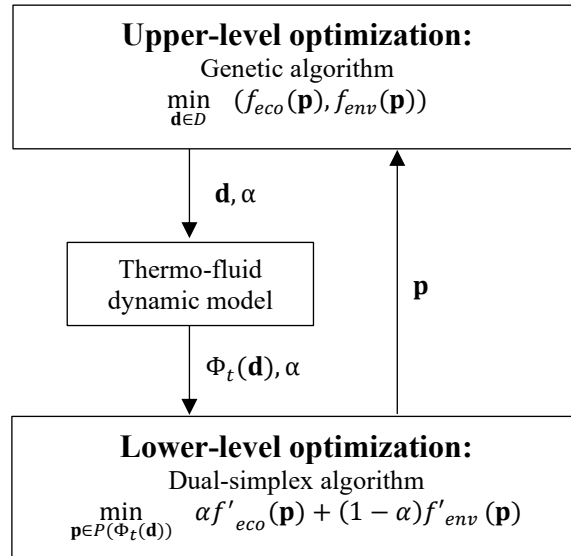 Upper-level optimization:
Genetic algorithm
min (f_eco(𝐩), f_env(𝐩))
𝐝∈D
𝐝, α
Thermo-fluid
dynamic model
𝐩
Φ_t(𝐝), α
Lower-level optimization:
Dual-simplex algorithm
min αf′_eco(𝐩) + (1 − α)f′_env(𝐩)
𝐩∈P(Φ_t(𝐝))